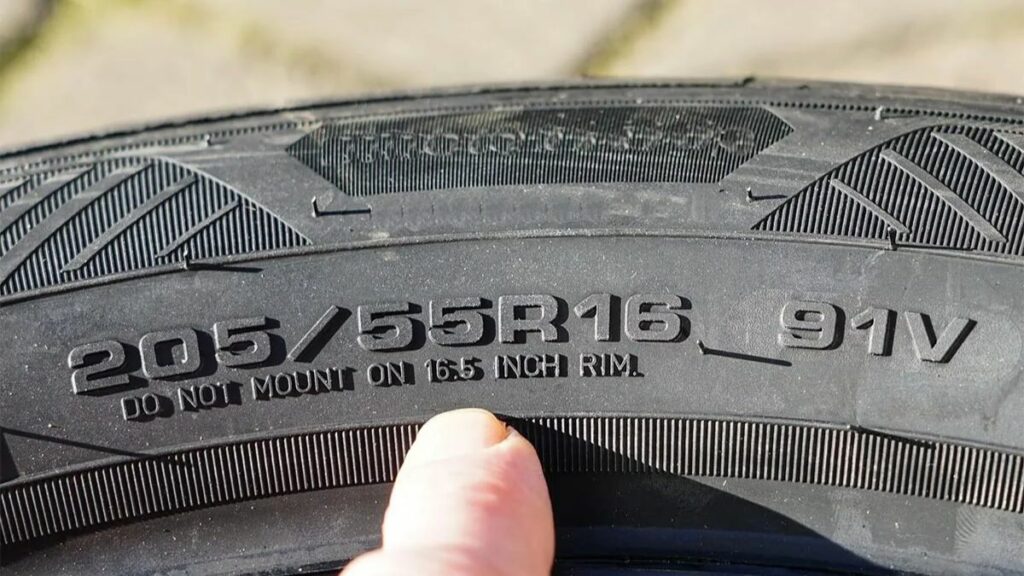 205/55R16 91V
DO NOT MOUNT ON 16.5 INCH RIM.